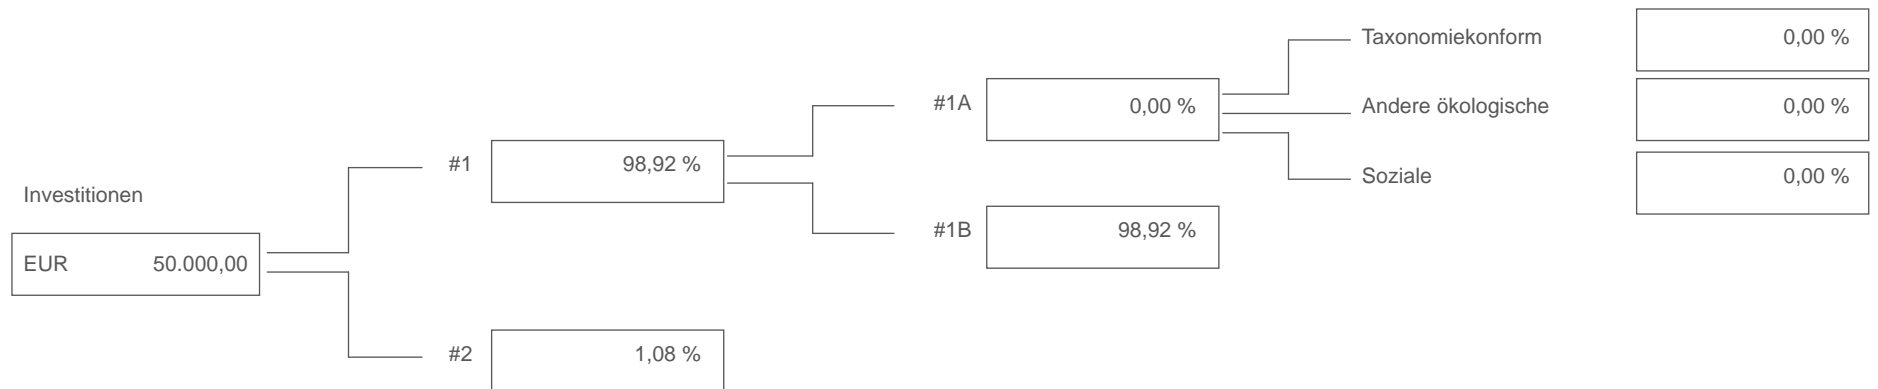 Taxonomiekonform 0,00 %
#1A 0,00 % Andere ökologische 0,00 %
#1 98,92 % Soziale 0,00 %
Investitionen
#1B 98,92 %
EUR 50.000,00
#2 1,08 %